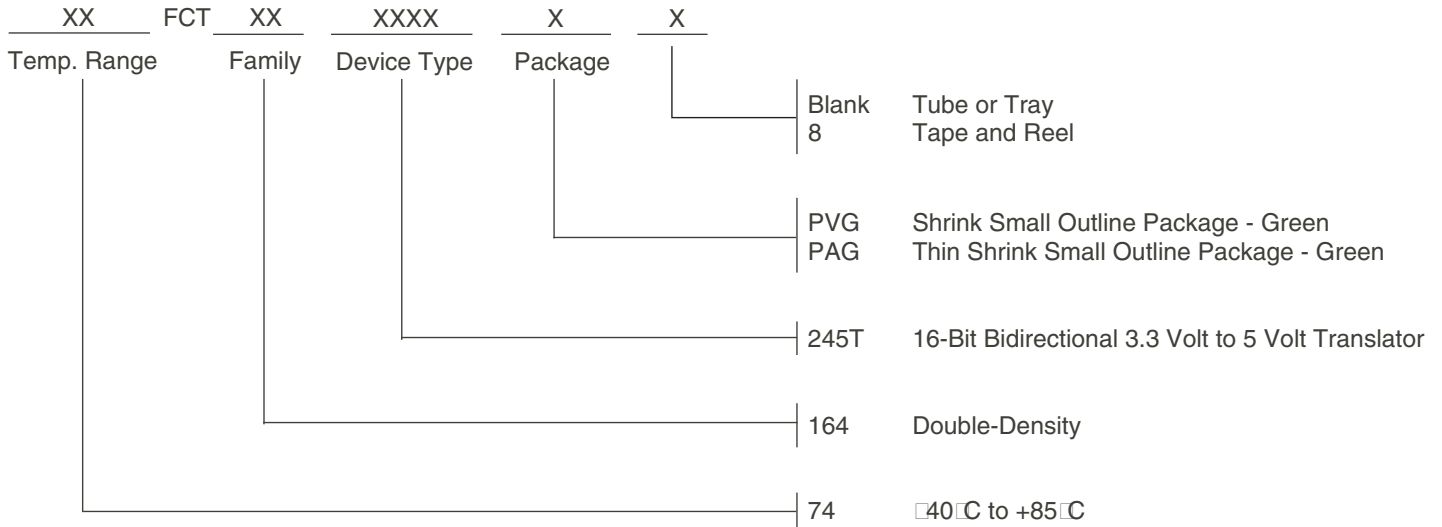 XX FCT XX XXXX X X
Temp. Range Family Device Type Package
Blank Tube or Tray
8 Tape and Reel
PVG Shrink Small Outline Package - Green
PAG Thin Shrink Small Outline Package - Green
245T 16-Bit Bidirectional 3.3 Volt to 5 Volt Translator
164 Double-Density
74 □40□C to +85□C